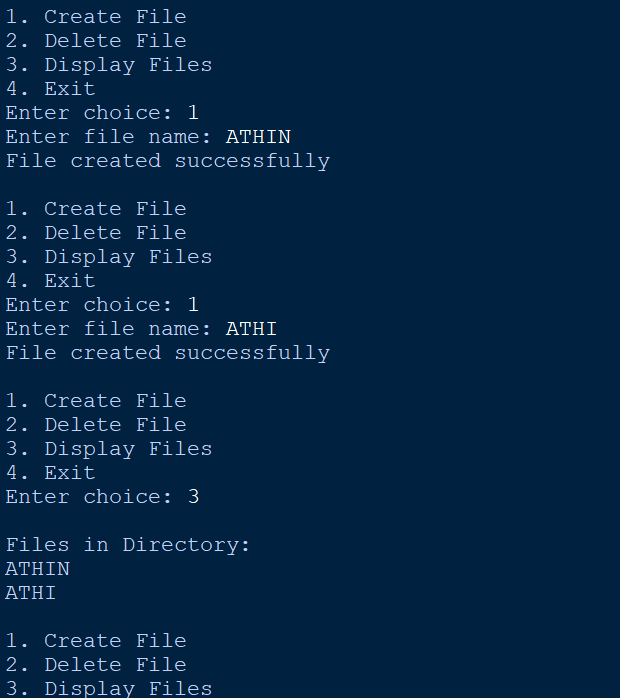 1. Create File
2. Delete File
3. Display Files
4. Exit
Enter choice: 1
Enter file name: ATHIN
File created successfully
1. Create File
2. Delete File
3. Display Files
4. Exit
Enter choice: 1
Enter file name: ATHI
File created successfully
1. Create File
2. Delete File
3. Display Files
4. Exit
Enter choice: 3
Files in Directory:
ATHIN
ATHI
1. Create File
2. Delete File
3. Display Files